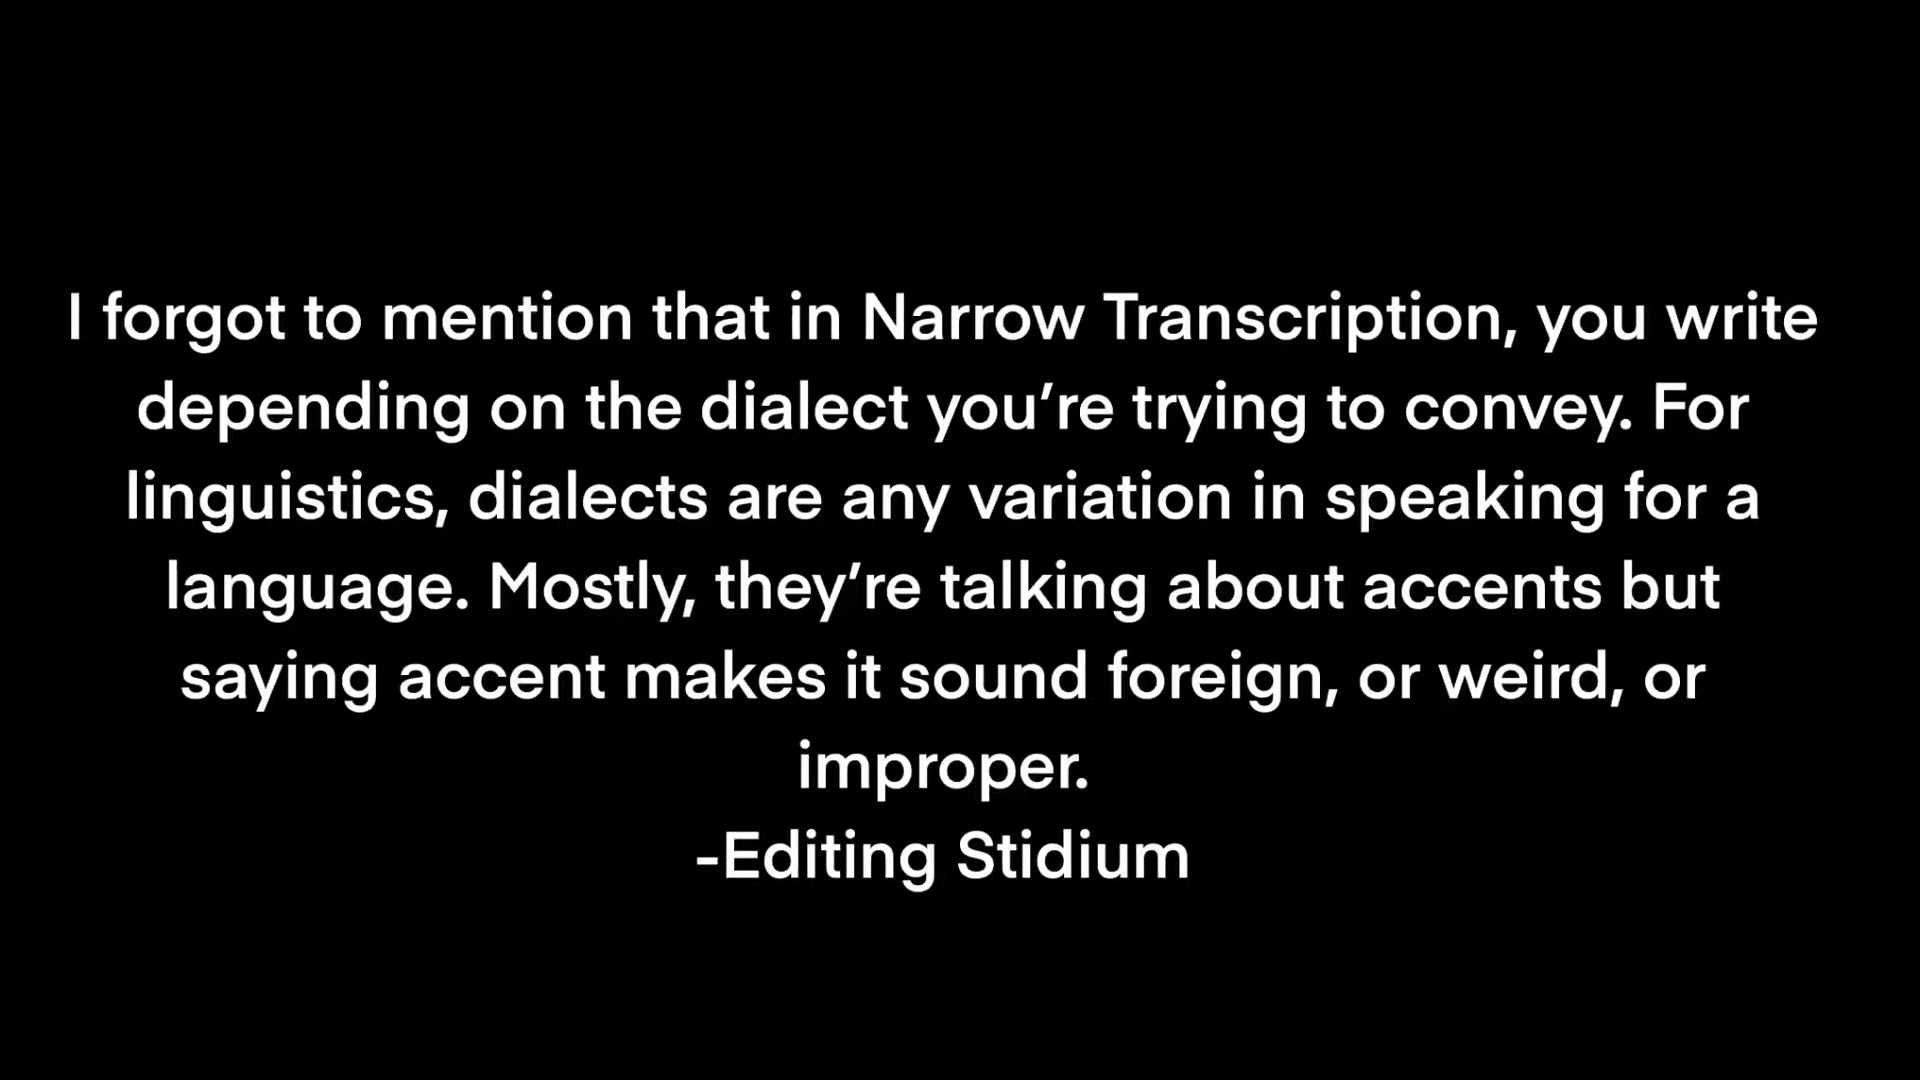 I forgot to mention that in Narrow Transcription, you write
depending on the dialect you’re trying to convey. For
linguistics, dialects are any variation in speaking for a
language. Mostly, they’re talking about accents but
saying accent makes it sound foreign, or weird, or
improper.
-Editing Stidium